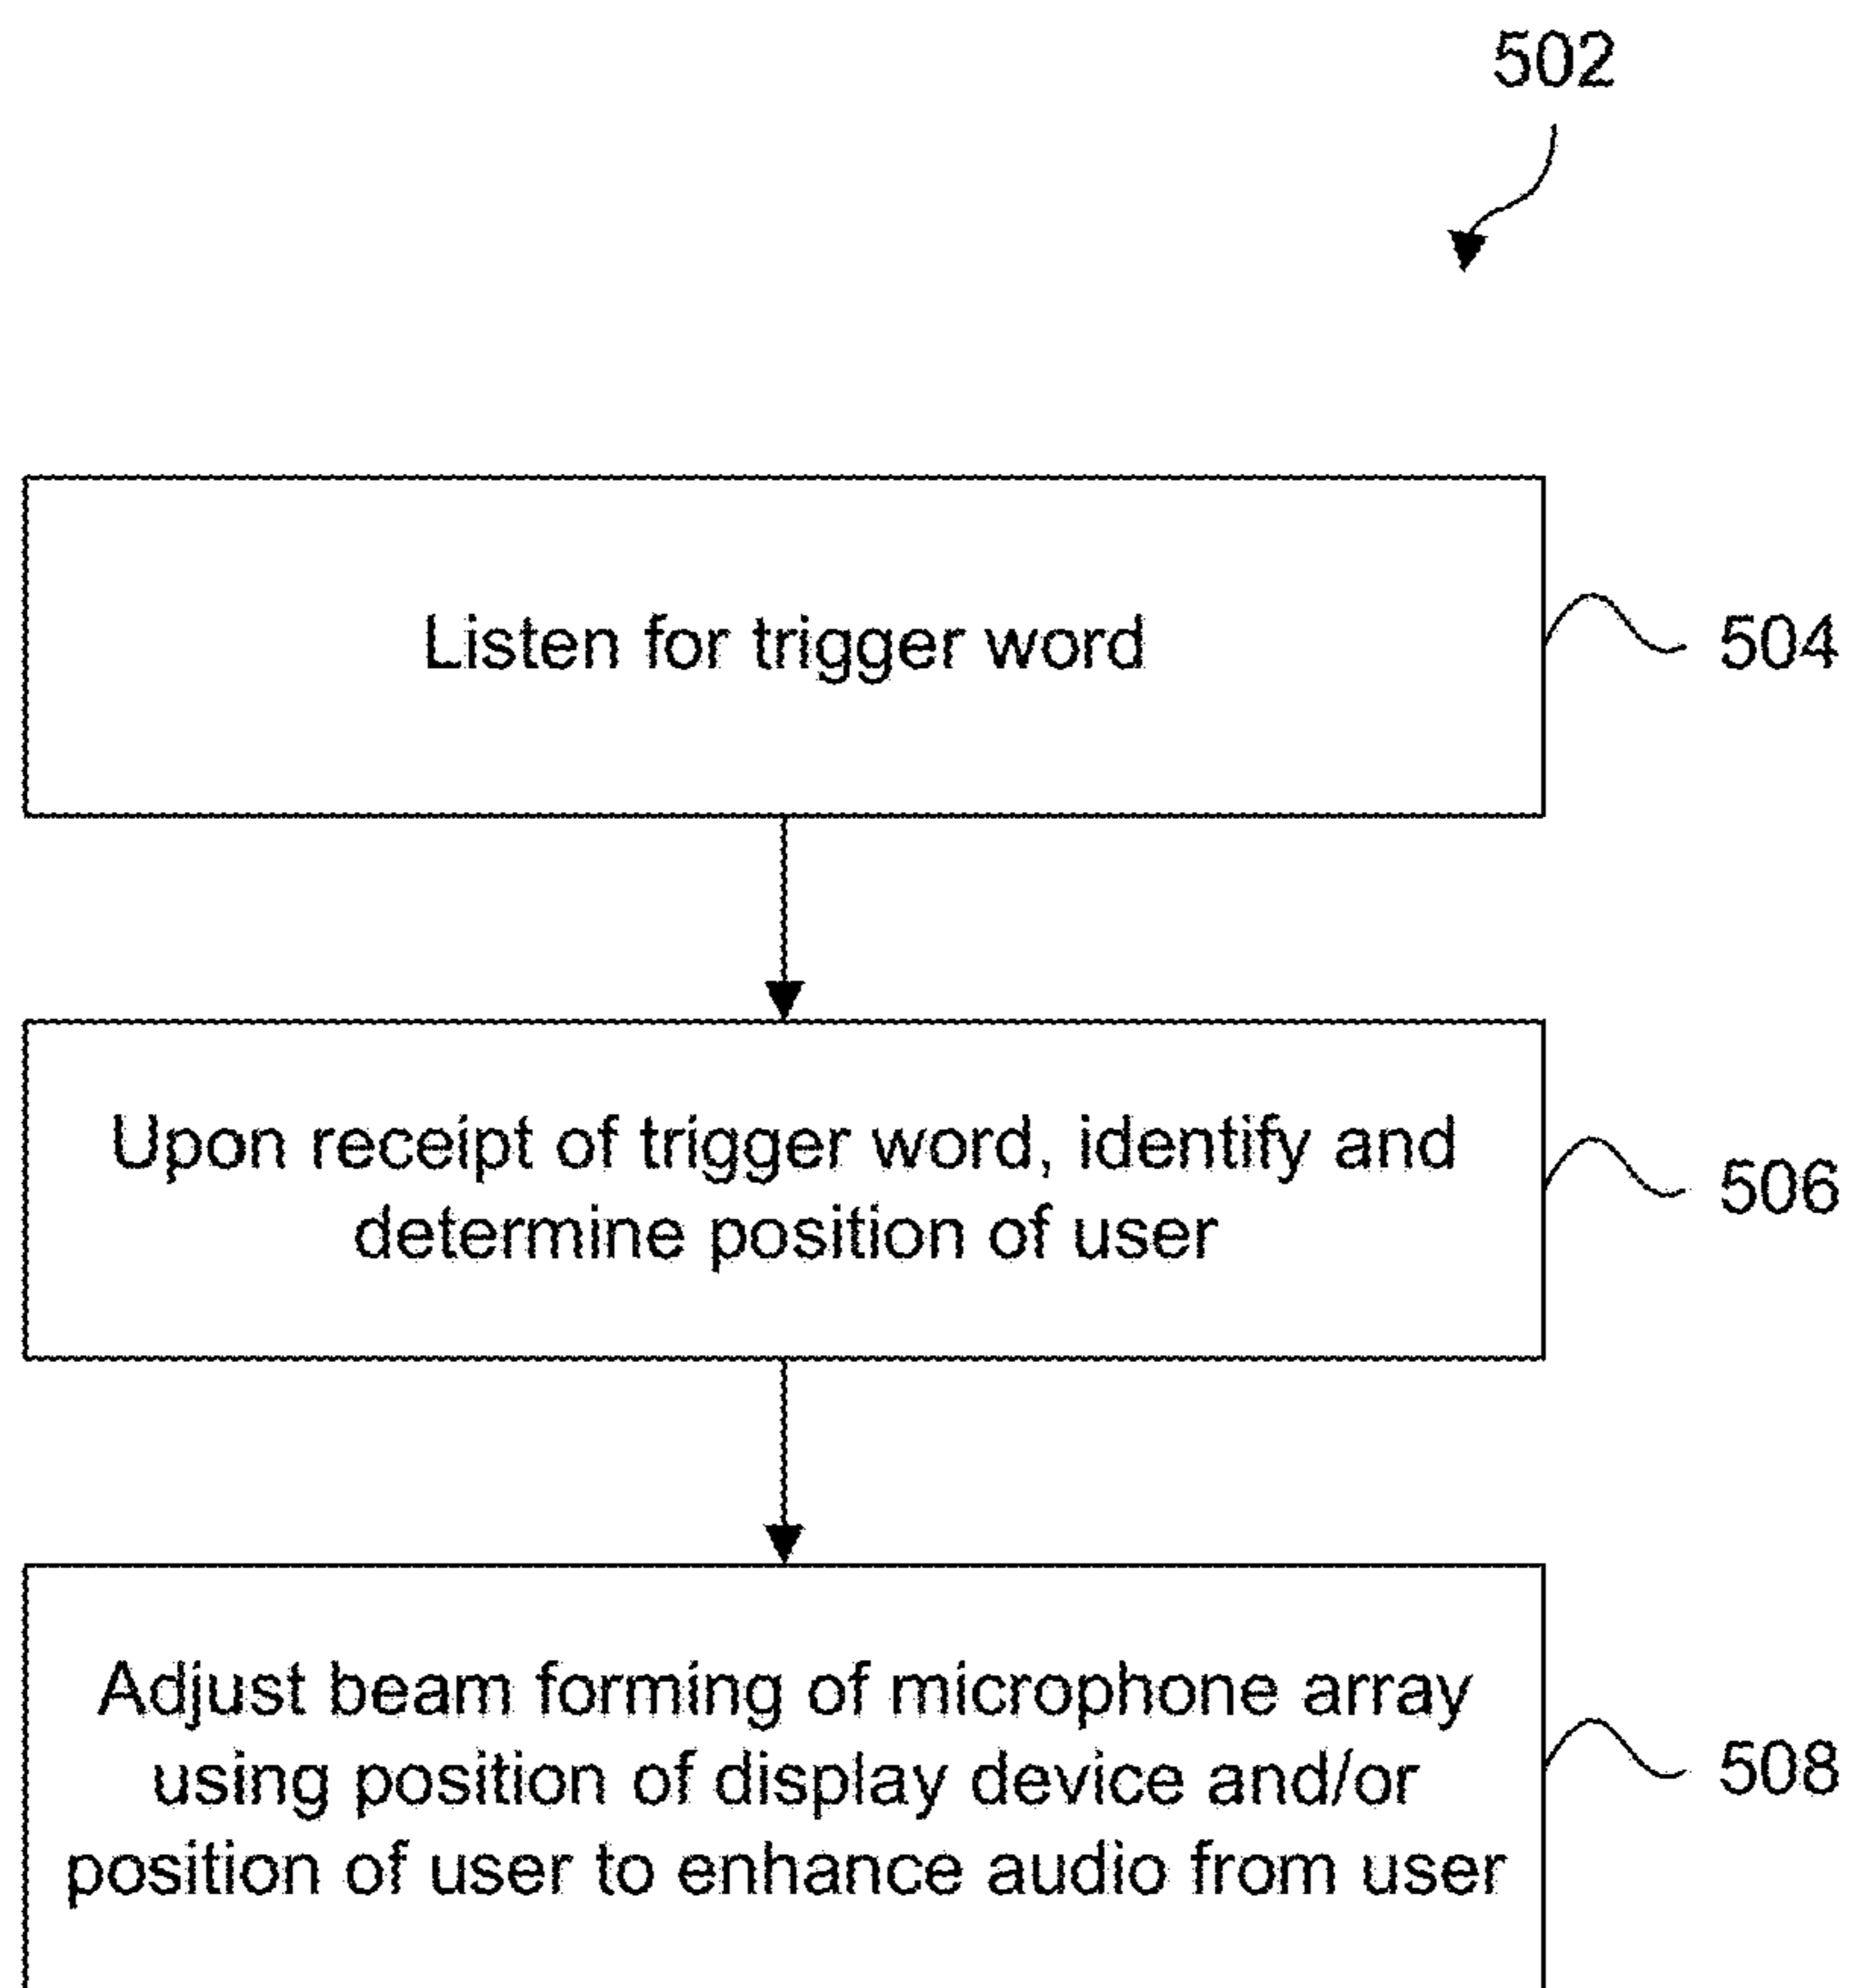 502
Listen for trigger word
504
Upon receipt of trigger word, identify and
determine position of user
506
Adjust beam forming of microphone array
using position of display device and/or
position of user to enhance audio from user
508